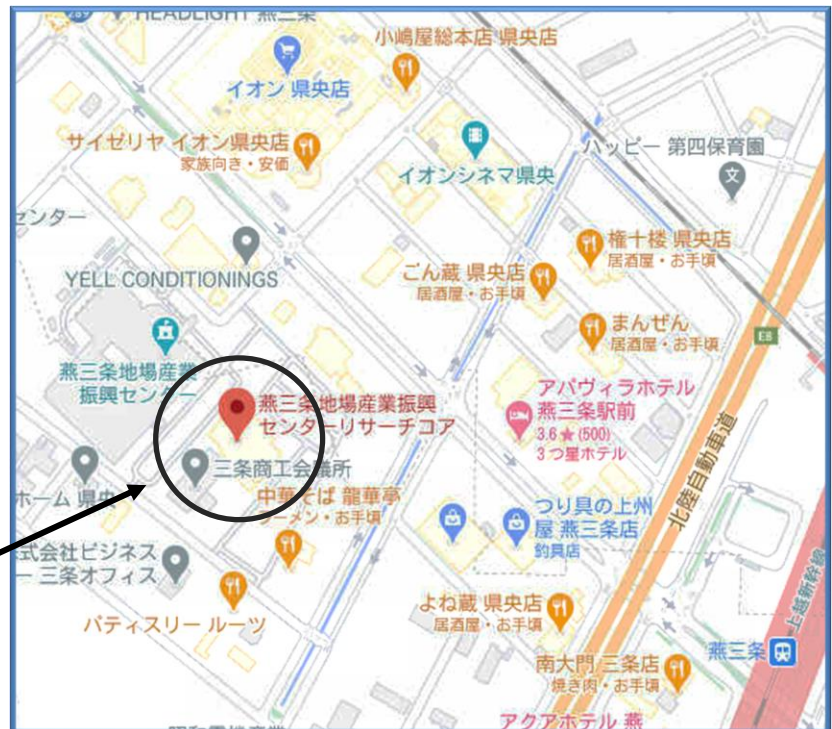 289
HEADLIGHT 燕三条
小嶋屋総本店 県央店
イオン 県央店
サイゼリヤ イオン県央店
家族向き・安価
イオンシネマ県央
ハッピー 第四保育園
文
センター
YELL CONDITIONINGS
権十楼 県央店
居酒屋・お手頃
ごん蔵 県央店
居酒屋・お手頃
まんぜん
居酒屋・お手頃
E8
燕三条地場産業
振興センター
燕三条地場産業振興
センターリサーチコア
アパヴィラホテル
燕三条駅前
3.6★(500)
3 つ星ホテル
北陸自動車道
三条商工会議所
ホーム 県央
中華そば 龍華亭
ラーメン・お手頃
つり具の上州
屋 燕三条店
釣具店
式会社ビジネス
ー 三条オフィス
パティスリー ルーツ
よね蔵 県央店
居酒屋・お手頃
上越新幹線
燕三条
南大門 三条店
焼き肉・お手頃
アクアホテル 燕